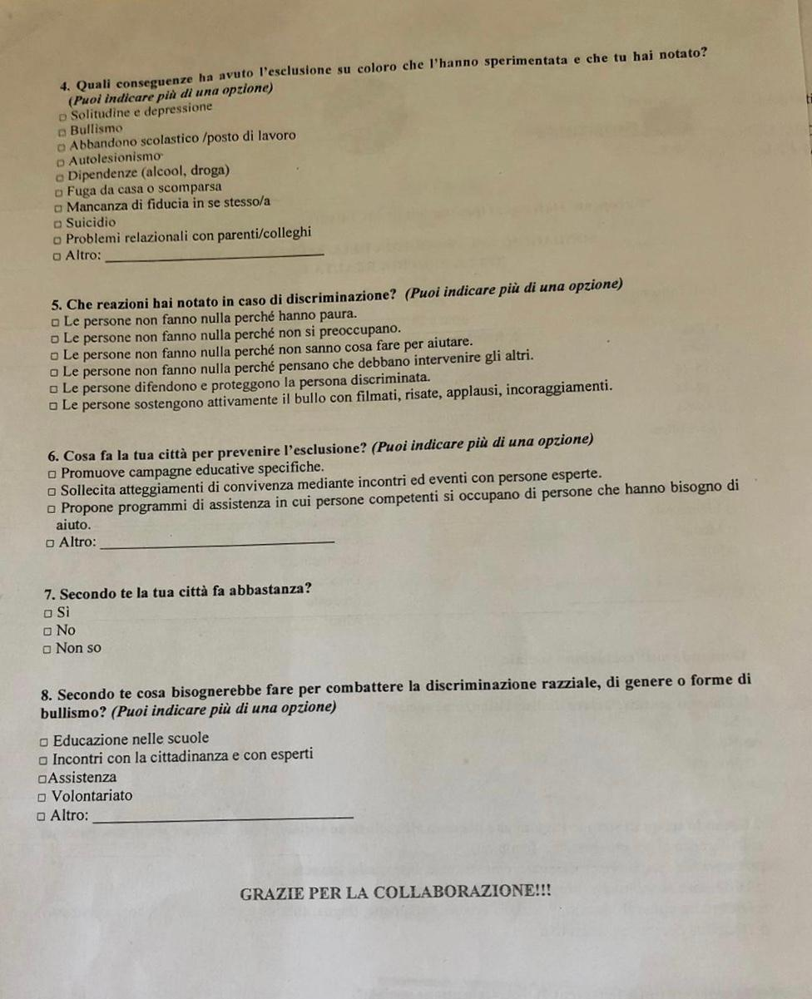 4. Quali conseguenze ha avuto l'esclusione su coloro che l'hanno sperimentata e che tu hai notato?
(Puoi indicare più di una opzione)
□ Solitudine e depressione
□ Bullismo
□ Abbandono scolastico /posto di lavoro
□ Autolesionismo
□ Dipendenze (alcool, droga)
□ Fuga da casa o scomparsa
□ Mancanza di fiducia in se stesso/a
□ Suicidio
□ Problemi relazionali con parenti/colleghi
□ Altro: ____________________
5. Che reazioni hai notato in caso di discriminazione? (Puoi indicare più di una opzione)
□ Le persone non fanno nulla perché hanno paura.
□ Le persone non fanno nulla perché non si preoccupano.
□ Le persone non fanno nulla perché non sanno cosa fare per aiutare.
□ Le persone non fanno nulla perché pensano che debbano intervenire gli altri.
□ Le persone difendono e proteggono la persona discriminata.
□ Le persone sostengono attivamente il bullo con filmati, risate, applausi, incoraggiamenti.
6. Cosa fa la tua città per prevenire l'esclusione? (Puoi indicare più di una opzione)
□ Promuove campagne educative specifiche.
□ Sollecita atteggiamenti di convivenza mediante incontri ed eventi con persone esperte.
□ Propone programmi di assistenza in cui persone competenti si occupano di persone che hanno bisogno di
aiuto.
□ Altro: ____________________
7. Secondo te la tua città fa abbastanza?
□ Sì
□ No
□ Non so
8. Secondo te cosa bisognerebbe fare per combattere la discriminazione razziale, di genere o forme di
bullismo? (Puoi indicare più di una opzione)
□ Educazione nelle scuole
□ Incontri con la cittadinanza e con esperti
□Assistenza
□ Volontariato
□ Altro: ____________________
GRAZIE PER LA COLLABORAZIONE!!!